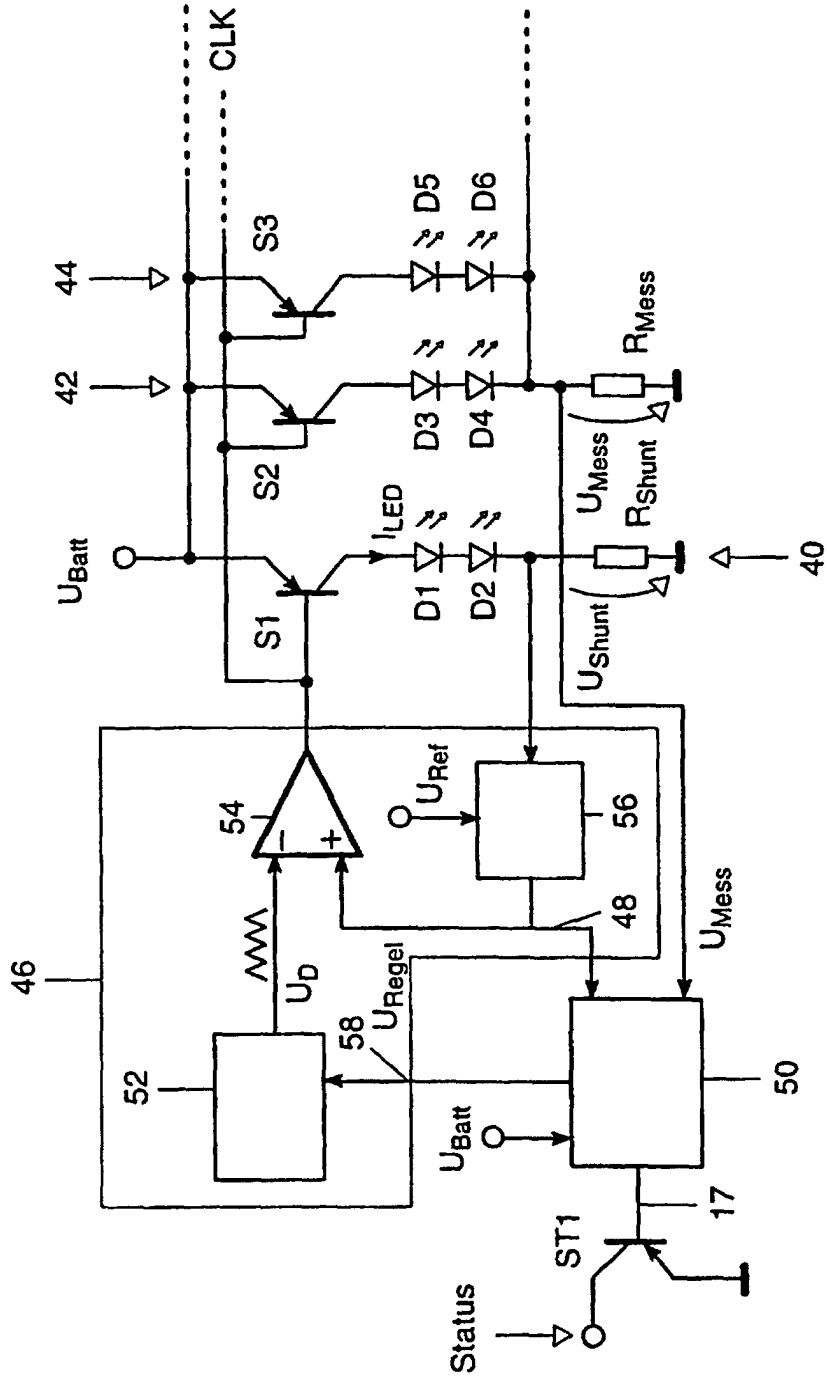 46
52
UD
URegel
58
54
–
+
URef
56
48
UMess
UBatt
50
17
ST1
Status
UBatt
S1
ILED
D1
D2
UShunt
RShunt
40
42
S2
D3
D4
UMess
RMess
44
S3
D5
D6
CLK